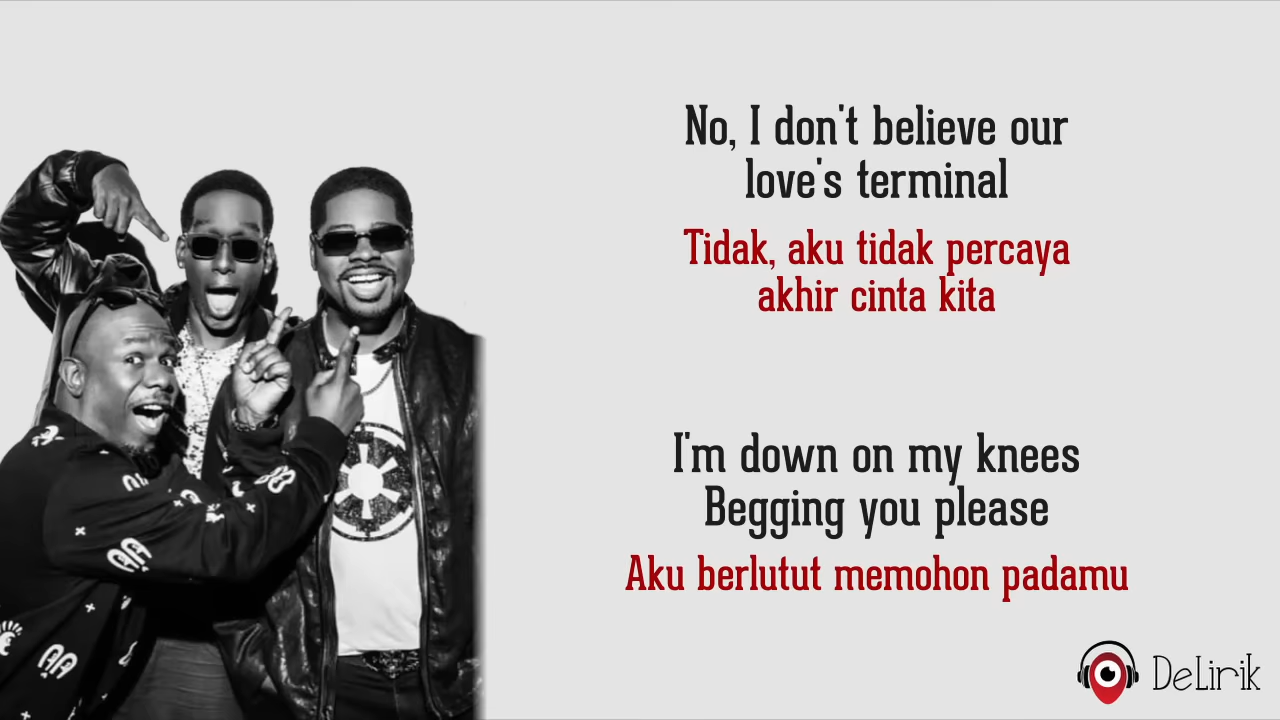 No, I don't believe our
love's terminal
Tidak, aku tidak percaya
akhir cinta kita
I'm down on my knees
Begging you please
Aku berlutut memohon padamu
DeLirik